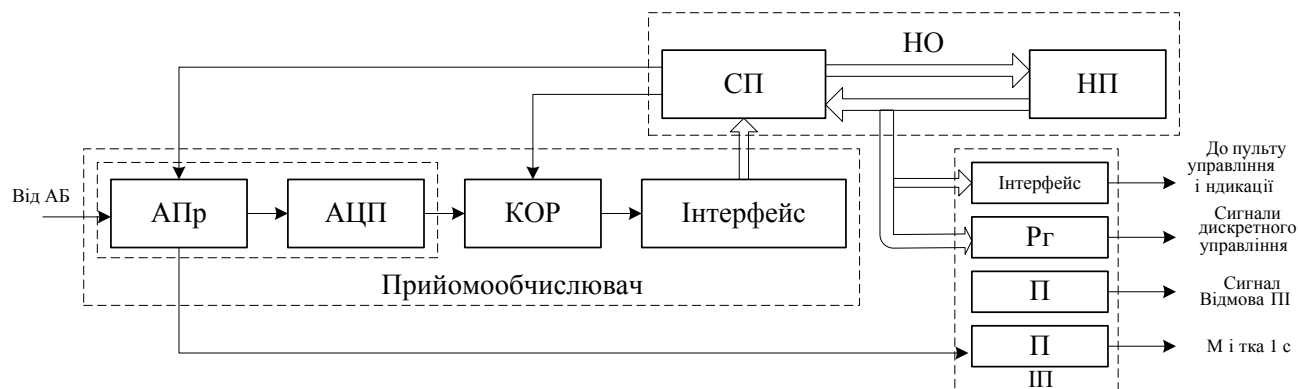 НО
СП
НП
Від АБ
АПр
АЦП
КОР
Інтерфейс
Прийомообчислювач
Інтерфейс
До пульту
управління
і ндикації
Рг
Сигнали
дискретного
управління
П
Сигнал
Відмова ПІ
П
М і тка 1 с
ІП